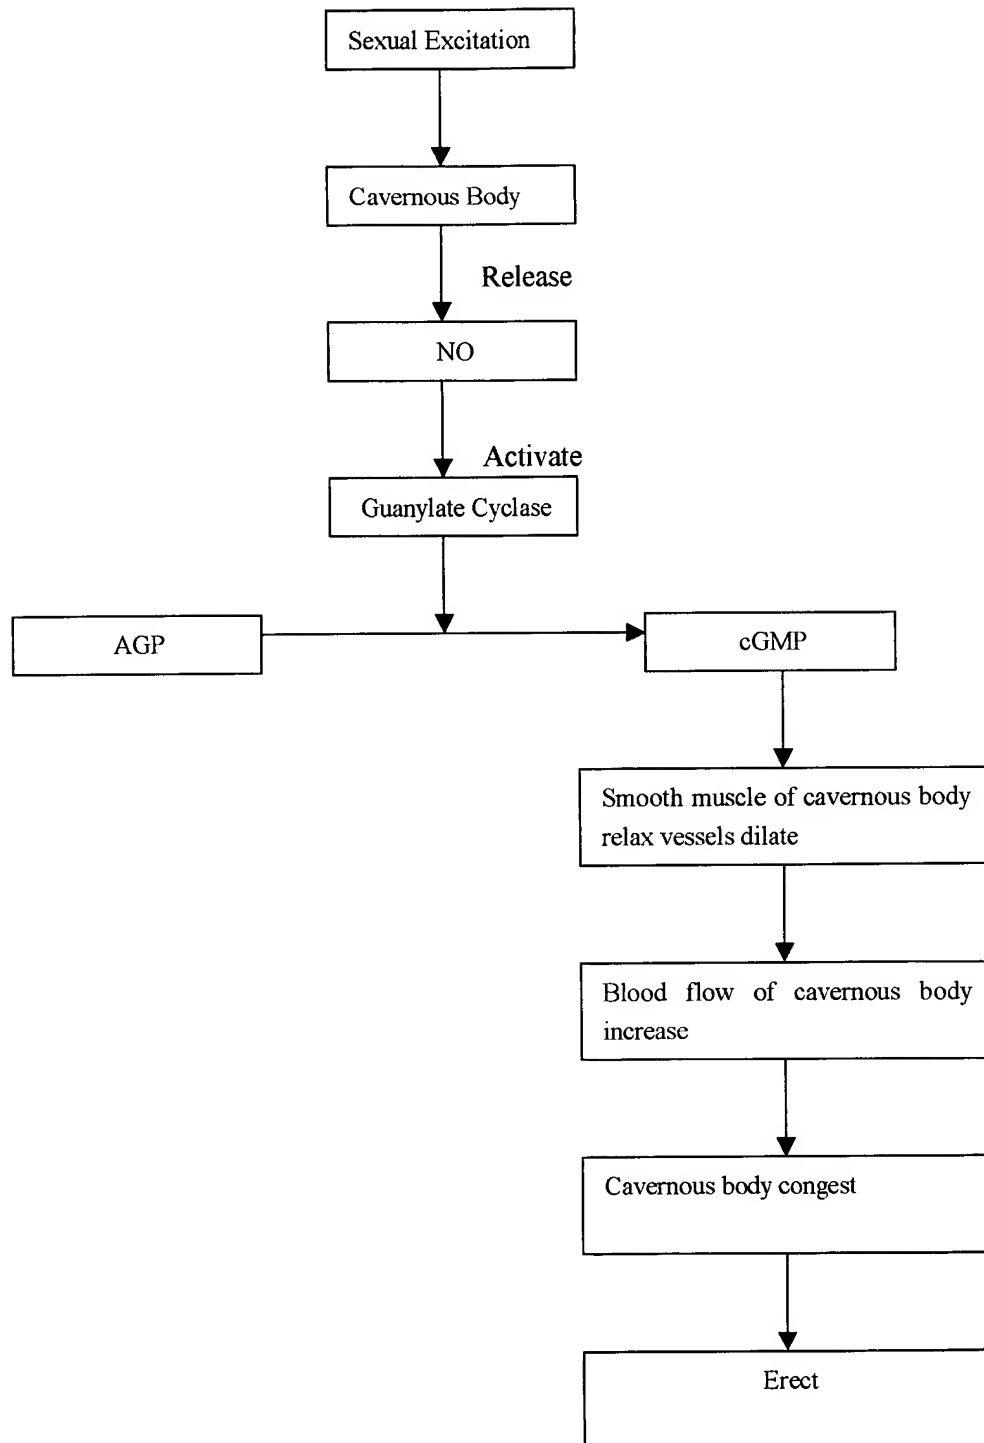 Sexual Excitation
Cavernous Body
Release
NO
Activate
Guanylate Cyclase
AGP
cGMP
Smooth muscle of cavernous body
relax vessels dilate
Blood flow of cavernous body
increase
Cavernous body congest
Erect